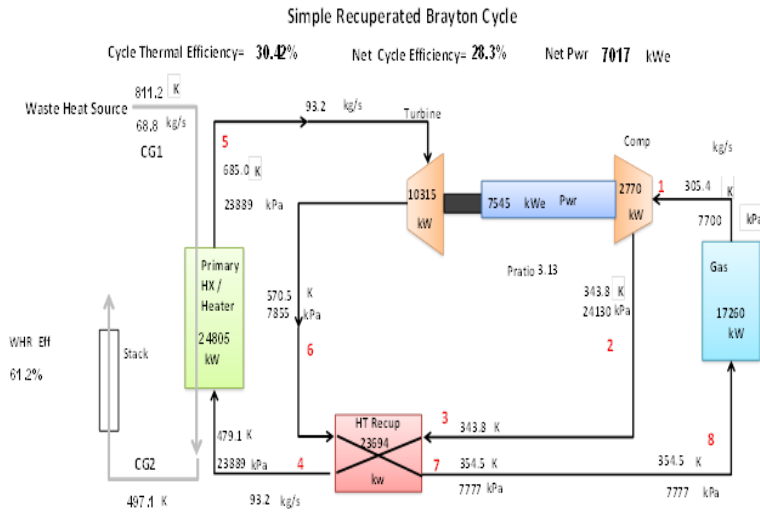 Simple Recuperated Brayton Cycle
Cycle Thermal Efficiency= 30.42% Net Cycle Efficiency= 28.3% Net Pwr 7017 kWe
811.2 K
Waste Heat Source
68.8 kg/s
CG1
5
93.2 kg/s
Turbine
Comp
kg/s
685.0 K
23889 kPa
10315
kW
7545 kWe Pwr
2770
kW
1
305.4 K
7700 kPa
Primary
HX /
Heater
24805
kW
570.5 K
7855 kPa
6
Pratio 3.13
343.8 K
24130 kPa
2
Gas
17260
kW
WHR Eff
61.2%
Stack
HT Recup
23694
kw
3
343.8 K
8
479.1 K
4
7
354.5 K
354.5 K
CG2
23889 kPa
7777 kPa
7777 kPa
497.1 K
93.2 kg/s